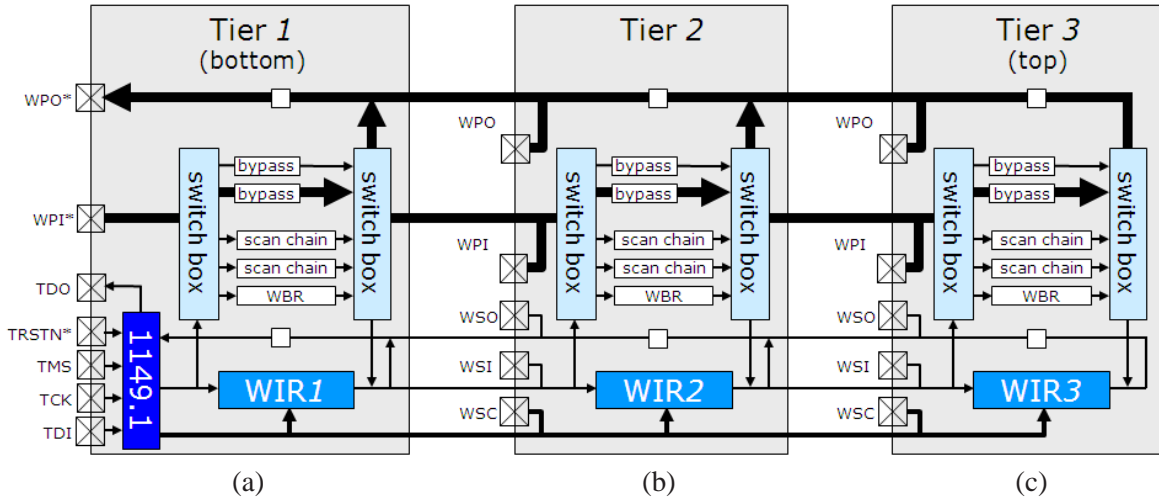 Tier 1
(bottom)
Tier 2
Tier 3
(top)
WPO*
WPO
WPO
bypass
bypass
bypass
bypass
bypass
bypass
switch box
switch box
switch box
switch box
switch box
switch box
WPI*
WPI
WPI
scan chain
scan chain
scan chain
scan chain
scan chain
scan chain
WBR
WBR
WBR
TDO
WSO
WSO
TRSTN*
1149.1
TMS
WSI
WSI
WIR1
WIR2
WIR3
TCK
WSC
WSC
TDI
(a)
(b)
(c)